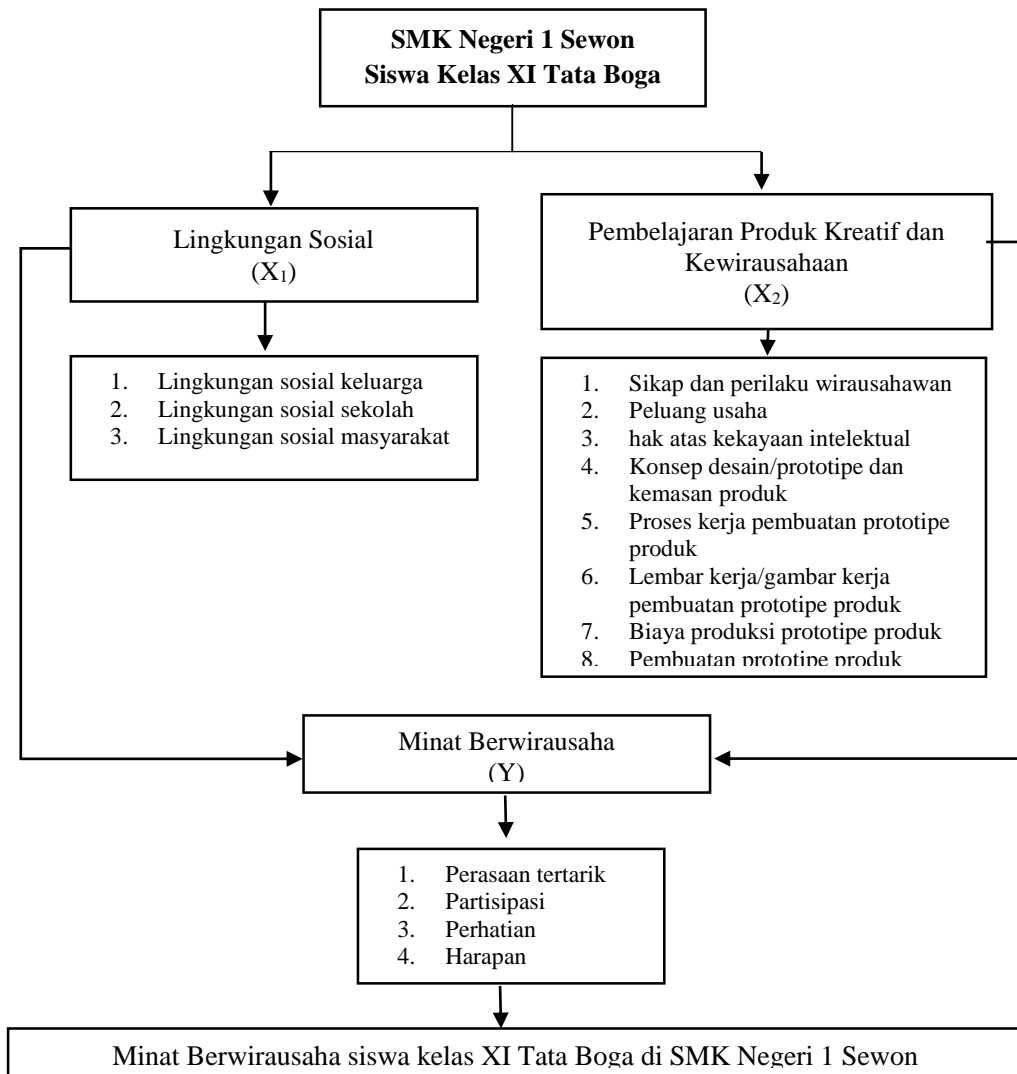 SMK Negeri 1 Sewon
Siswa Kelas XI Tata Boga
Lingkungan Sosial
(X₁)
Pembelajaran Produk Kreatif dan
Kewirausahaan
(X₂)
1. Lingkungan sosial keluarga
2. Lingkungan sosial sekolah
3. Lingkungan sosial masyarakat
1. Sikap dan perilaku wirausahawan
2. Peluang usaha
3. hak atas kekayaan intelektual
4. Konsep desain/prototipe dan
kemasan produk
5. Proses kerja pembuatan prototipe
produk
6. Lembar kerja/gambar kerja
pembuatan prototipe produk
7. Biaya produksi prototipe produk
8. Pembuatan prototipe produk
Minat Berwirausaha
(Y)
1. Perasaan tertarik
2. Partisipasi
3. Perhatian
4. Harapan
Minat Berwirausaha siswa kelas XI Tata Boga di SMK Negeri 1 Sewon